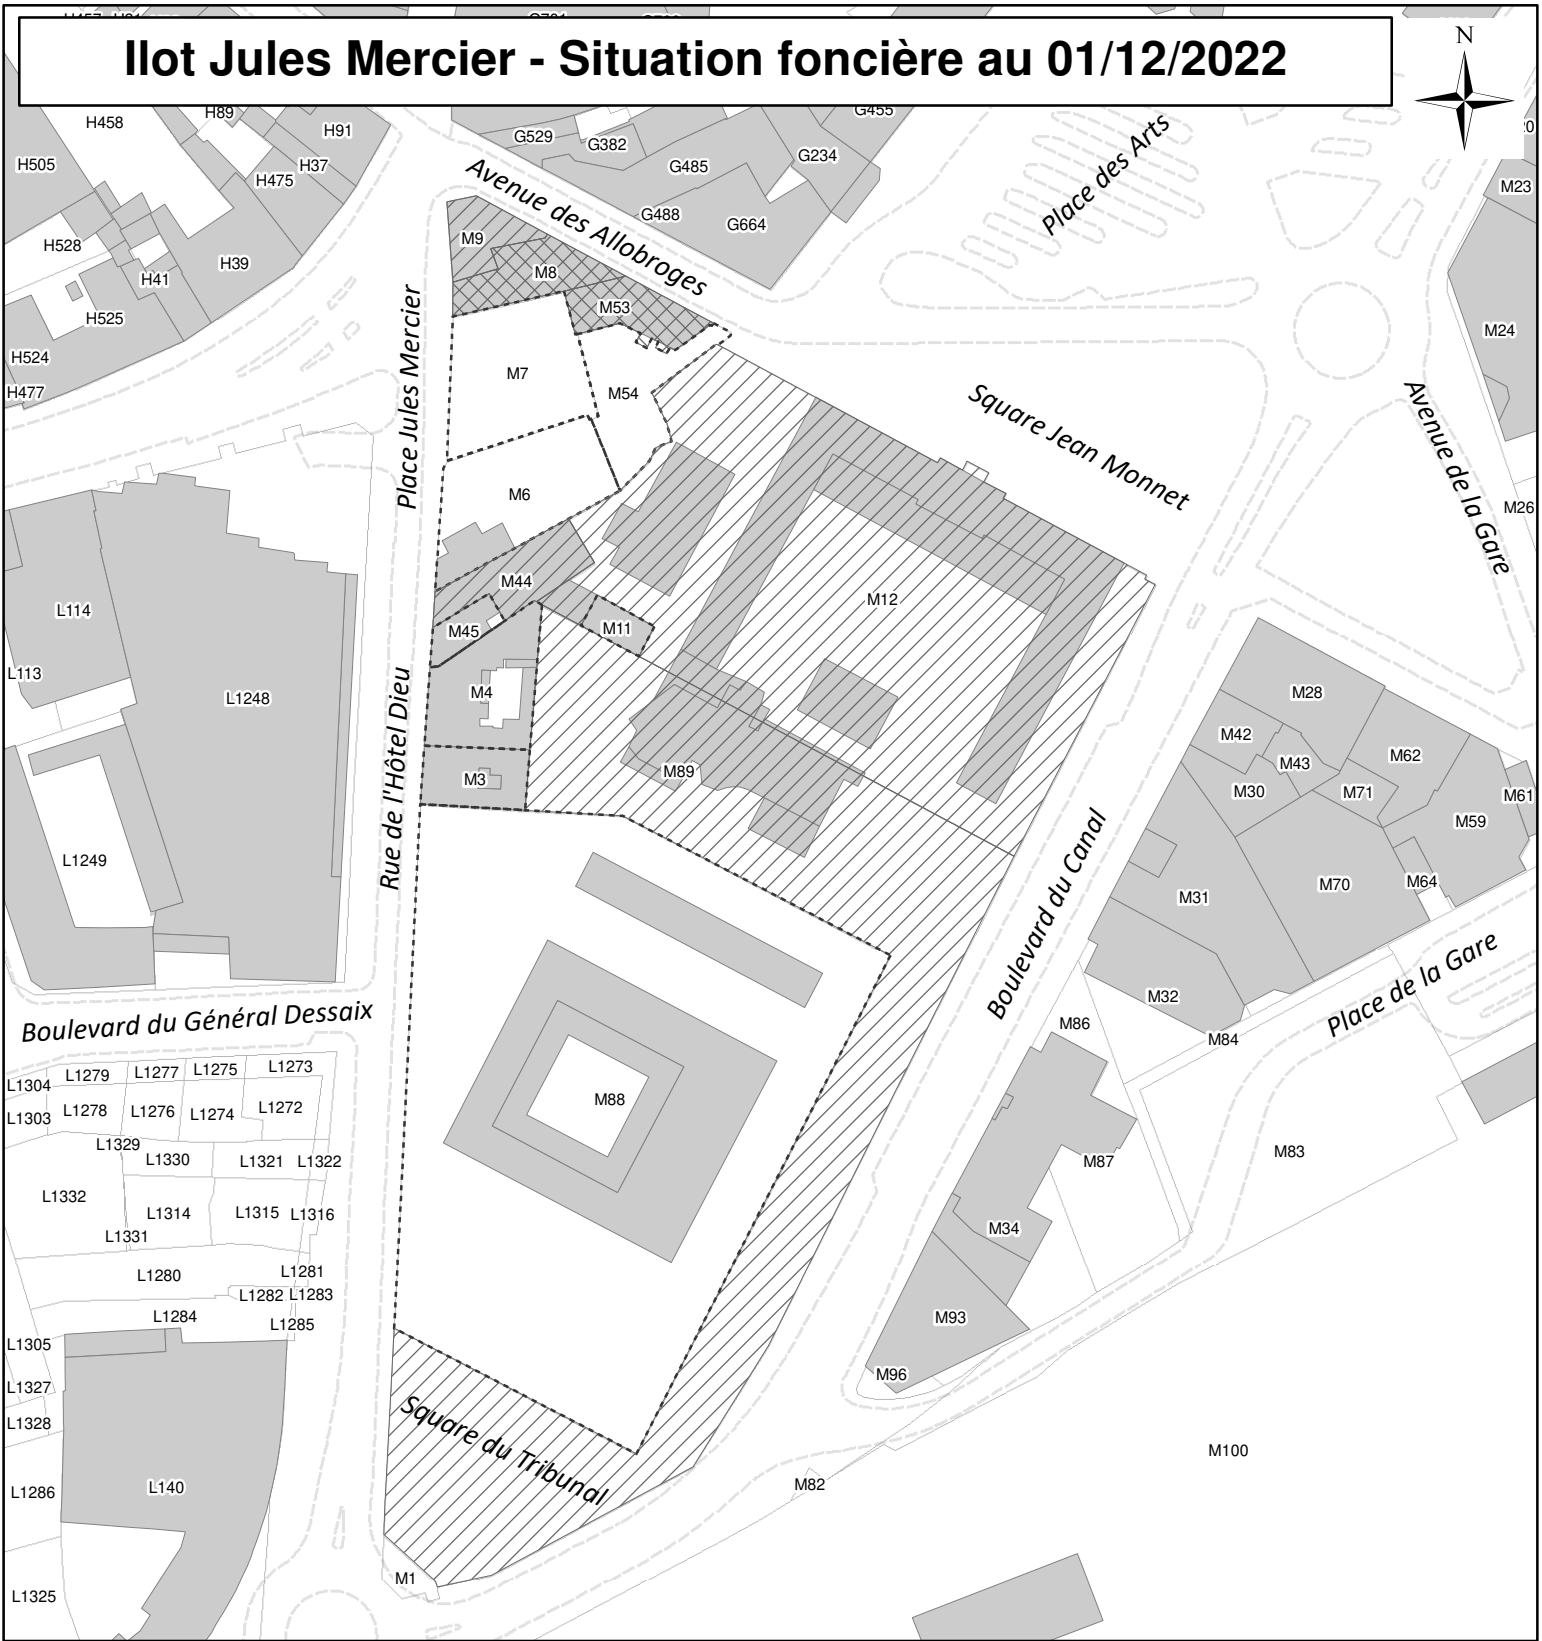 Ilot Jules Mercier - Situation foncière au 01/12/2022
N
H458
H89
H91
G529
G382
G455
H505
H37
H475
G485
G234
Place des Arts
M23
Avenue des Allobroges
G488
G664
H528
H39
H41
M9
M8
M53
H525
M24
H524
H477
Place Jules Mercier
M7
M54
Square Jean Monnet
Avenue de la Gare
M6
M26
M44
M12
L114
M45
M11
L113
L1248
M4
M28
M42
M43
M62
M3
M89
M30
M71
M61
M59
Rue de l'Hôtel Dieu
L1249
M31
M70
M64
Boulevard du Canal
Place de la Gare
M32
Boulevard du Général Dessaix
M86
M84
L1304
L1279
L1277
L1275
L1273
L1303
L1278
L1276
L1274
L1272
M88
L1329
L1330
L1321
L1322
M83
M87
L1332
L1314
L1315
L1316
L1331
M34
L1280
L1281
L1282
L1283
L1284
L1285
M93
L1305
M96
L1327
L1328
Square du Tribunal
M100
L1286
L140
M82
M1
L1325